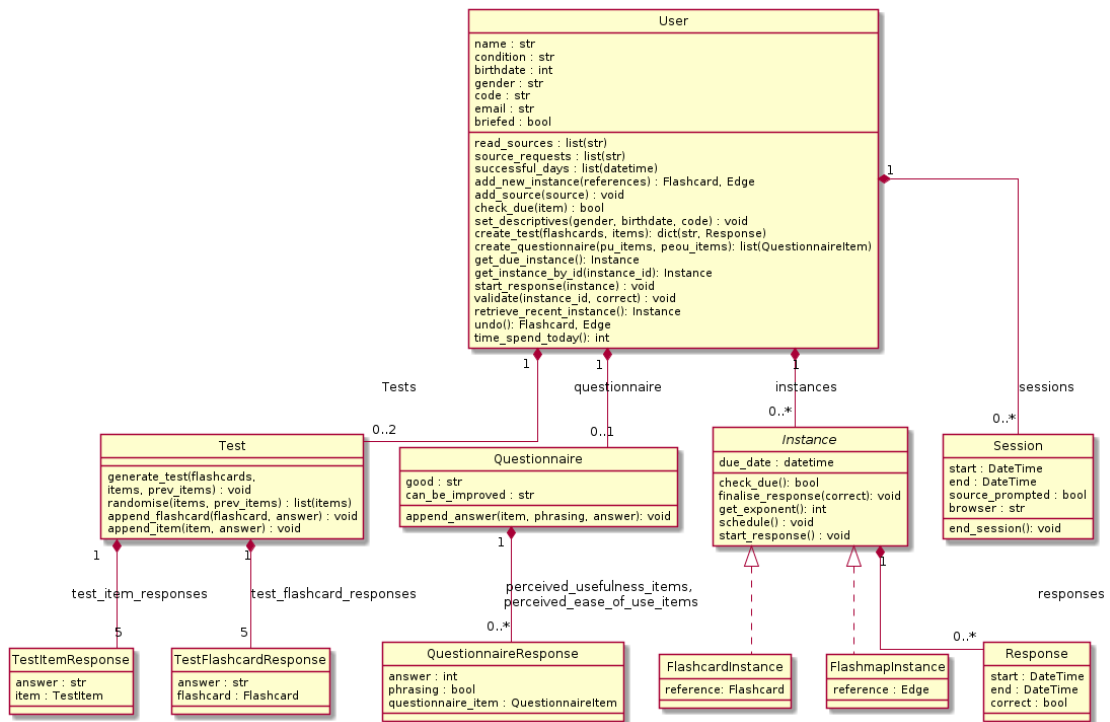 User
name : str
condition : str
birthdate : int
gender : str
code : str
email : str
briefed : bool
read_sources : list(str)
source_requests : list(str)
successful_days : list(datetime)
add_new_instance(references) : Flashcard, Edge
add_source(source) : void
check_due(item) : bool
set_descriptives(gender, birthdate, code) : void
create_test(flashcards, items): dict(str, Response)
create_questionnaire(pu_items, peou_items): list(QuestionnaireItem)
get_due_instance(): Instance
get_instance_by_id(instance_id): Instance
start_response(instance) : void
validate(instance_id, correct) : void
retrieve_recent_instance(): Instance
undo(): Flashcard, Edge
time_spend_today(): int
1
1
1
1
Tests
questionnaire
instances
sessions
0..2
0..1
0..*
0..*
Test
generate_test(flashcards,
items, prev_items) : void
randomise(items, prev_items) : list(items)
append_flashcard(flashcard, answer) : void
append_item(item, answer) : void
Questionnaire
good : str
can_be_improved : str
append_answer(item, phrasing, answer): void
Instance
due_date : datetime
check_due(): bool
finalise_response(correct): void
get_exponent(): int
schedule() : void
start_response() : void
Session
start : DateTime
end : DateTime
source_prompted : bool
browser : str
end_session(): void
1
1
1
1
test_item_responses
test_flashcard_responses
perceived_usefulness_items,
perceived_ease_of_use_items
responses
5
5
0..*
0..*
TestItemResponse
answer : str
item : TestItem
TestFlashcardResponse
answer : str
flashcard : Flashcard
QuestionnaireResponse
answer : int
phrasing : bool
questionnaire_item : QuestionnaireItem
FlashcardInstance
reference: Flashcard
FlashmapInstance
reference : Edge
Response
start : DateTime
end : DateTime
correct : bool